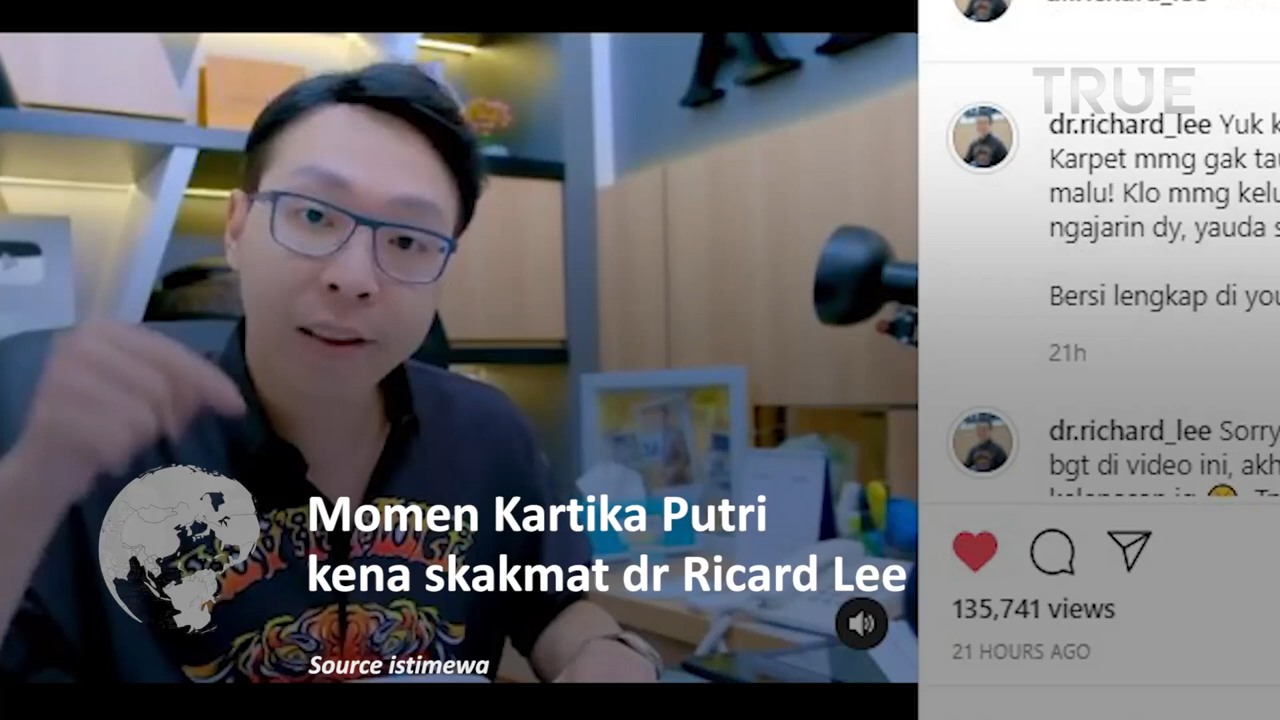 TRUE
dr.richard_lee Yuk k
Karpet mmg gak tau
malu! Klo mmg kelu
ngajarin dy, yauda s
Bersi lengkap di you
21h
dr.richard_lee Sorry
bgt di video ini, akh
Momen Kartika Putri
kena skakmat dr Ricard Lee
Source istimewa
135,741 views
21 HOURS AGO